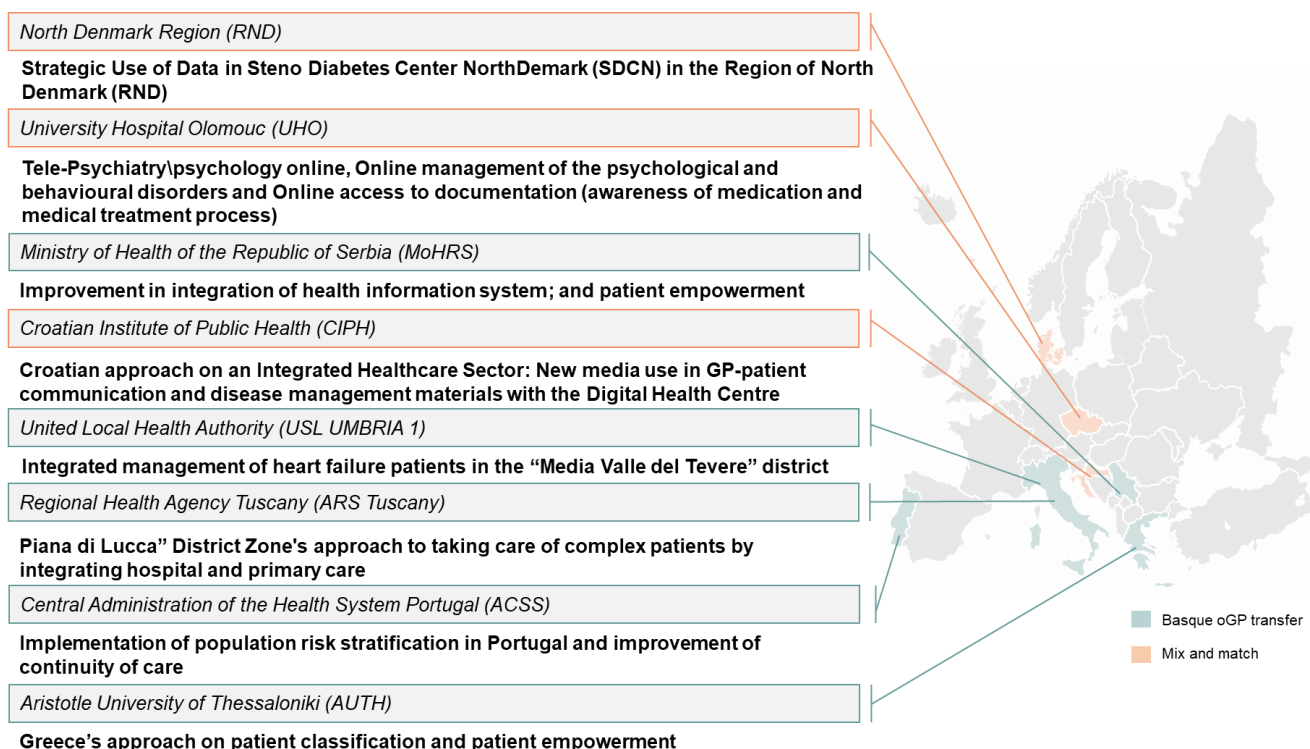 North Denmark Region (RND)
Strategic Use of Data in Steno Diabetes Center NorthDemark (SDCN) in the Region of North
Denmark (RND)
University Hospital Olomouc (UHO)
Tele-Psychiatry\psychology online, Online management of the psychological and
behavioural disorders and Online access to documentation (awareness of medication and
medical treatment process)
Ministry of Health of the Republic of Serbia (MoHRS)
Improvement in integration of health information system; and patient empowerment
Croatian Institute of Public Health (CIPH)
Croatian approach on an Integrated Healthcare Sector: New media use in GP-patient
communication and disease management materials with the Digital Health Centre
United Local Health Authority (USL UMBRIA 1)
Integrated management of heart failure patients in the “Media Valle del Tevere” district
Regional Health Agency Tuscany (ARS Tuscany)
Piana di Lucca” District Zone's approach to taking care of complex patients by
integrating hospital and primary care
Central Administration of the Health System Portugal (ACSS)
Implementation of population risk stratification in Portugal and improvement of
continuity of care
Aristotle University of Thessaloniki (AUTH)
Greece’s approach on patient classification and patient empowerment
Basque oGP transfer
Mix and match